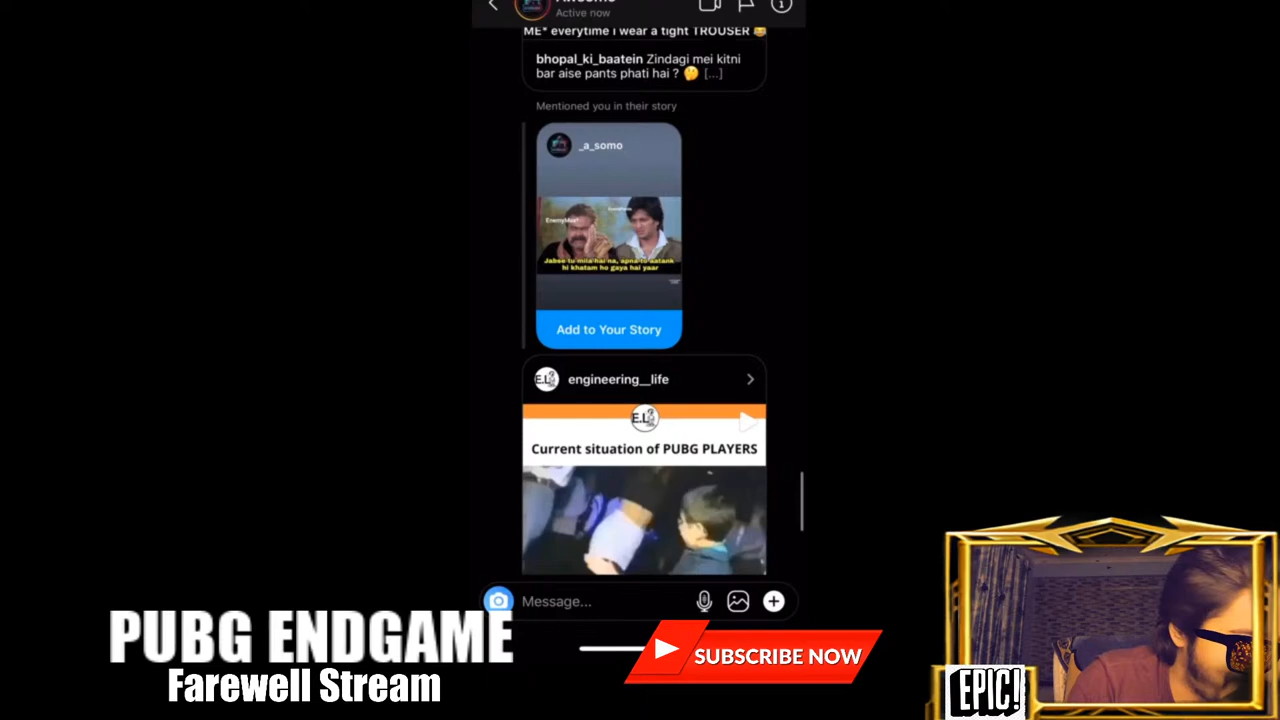 Active now
ME* everytime i wear a tight TROUSER 😂
bhopal_ki_baatein Zindagi mei kitni
bar aise pants phati hai ? 🤔 [...]
Mentioned you in their story
_a_somo
Jabse tu mila hai na, apna to aatank
hi khatam ho gaya hai yaar
Add to Your Story
E.L
engineering__life
E.L
Current situation of PUBG PLAYERS
Message...
PUBG ENDGAME
Farewell Stream
SUBSCRIBE NOW
EPIC!